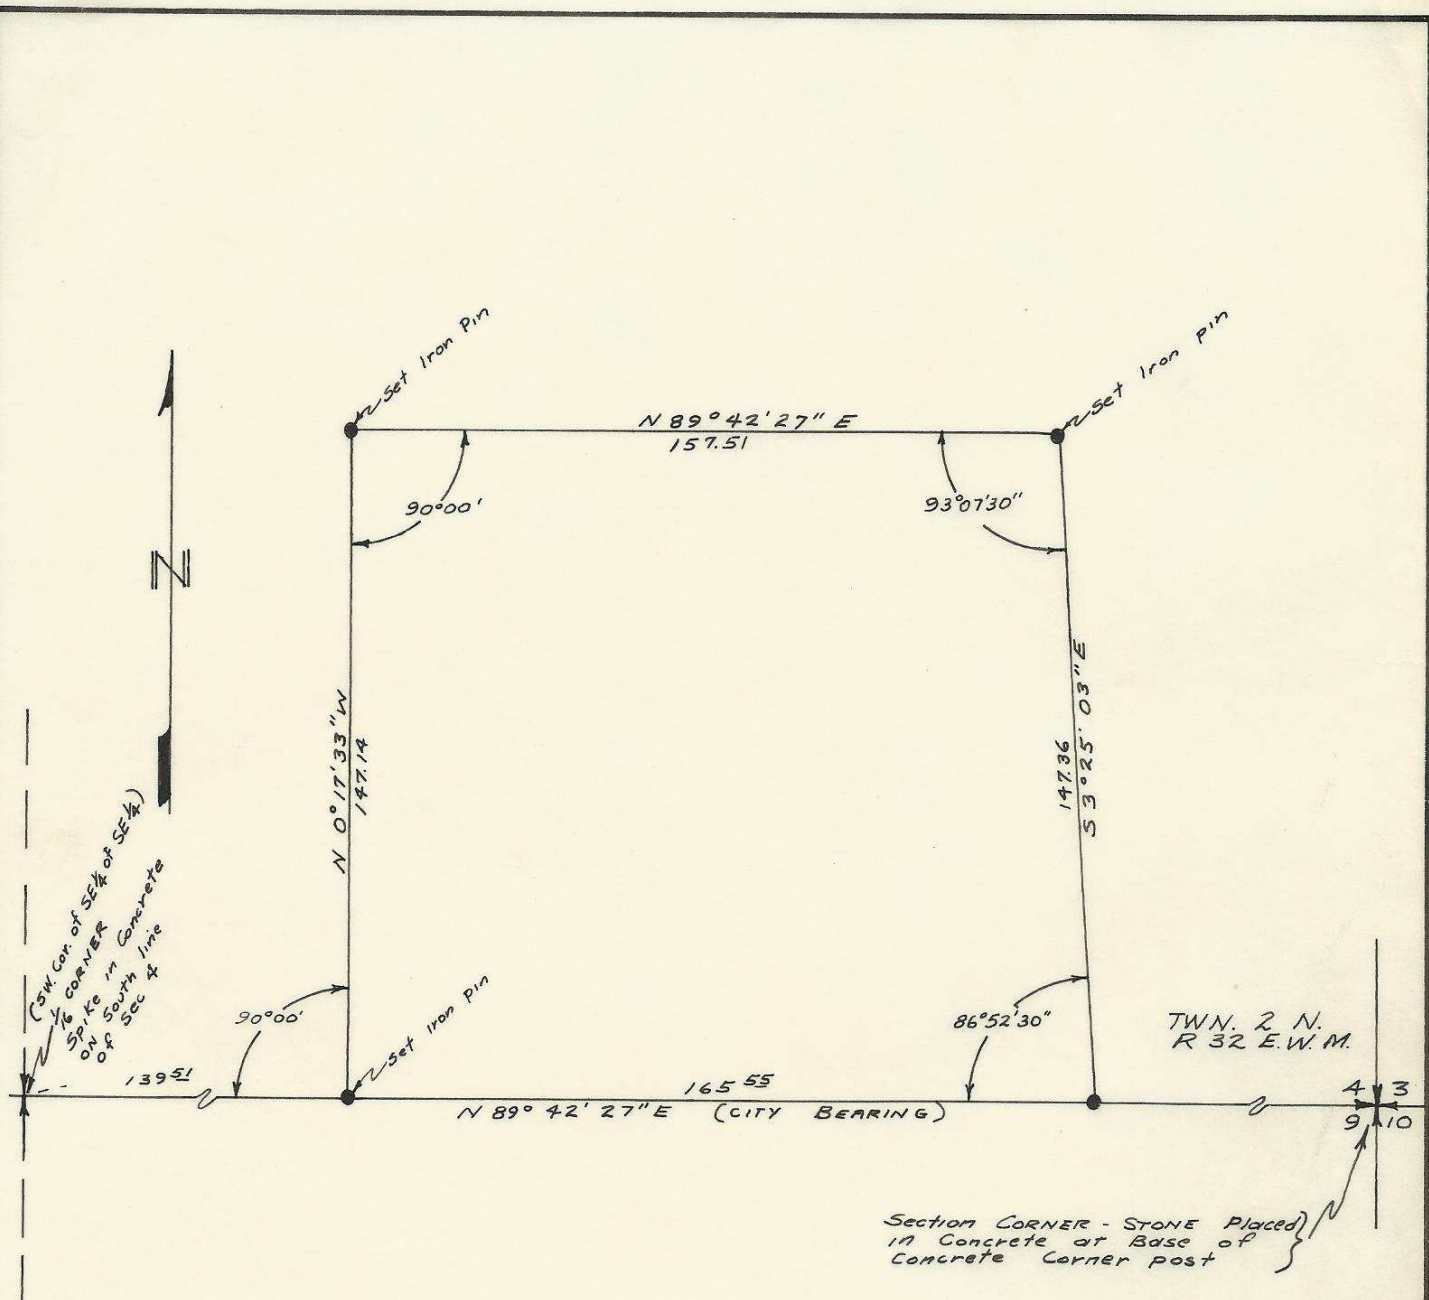 Set Iron Pin
Set Iron pin
N 89° 42' 27" E
157.51
90°00'
93°07'30"
N
N 0°17'33"W
147.14
147.36
S 3°25' 03"E
(SW. Cor. of SE¼ of SE¼)
1/16 CORNER
Spike in Concrete
on South line
of Sec 4
90°00'
Set Iron pin
86°52'30"
TWN. 2 N.
R 32 E.W.M.
139 51
165 55
N 89° 42' 27"E (CITY BEARING)
4 3
9 10
Section CORNER - STONE Placed
in Concrete at Base of
Concrete Corner post